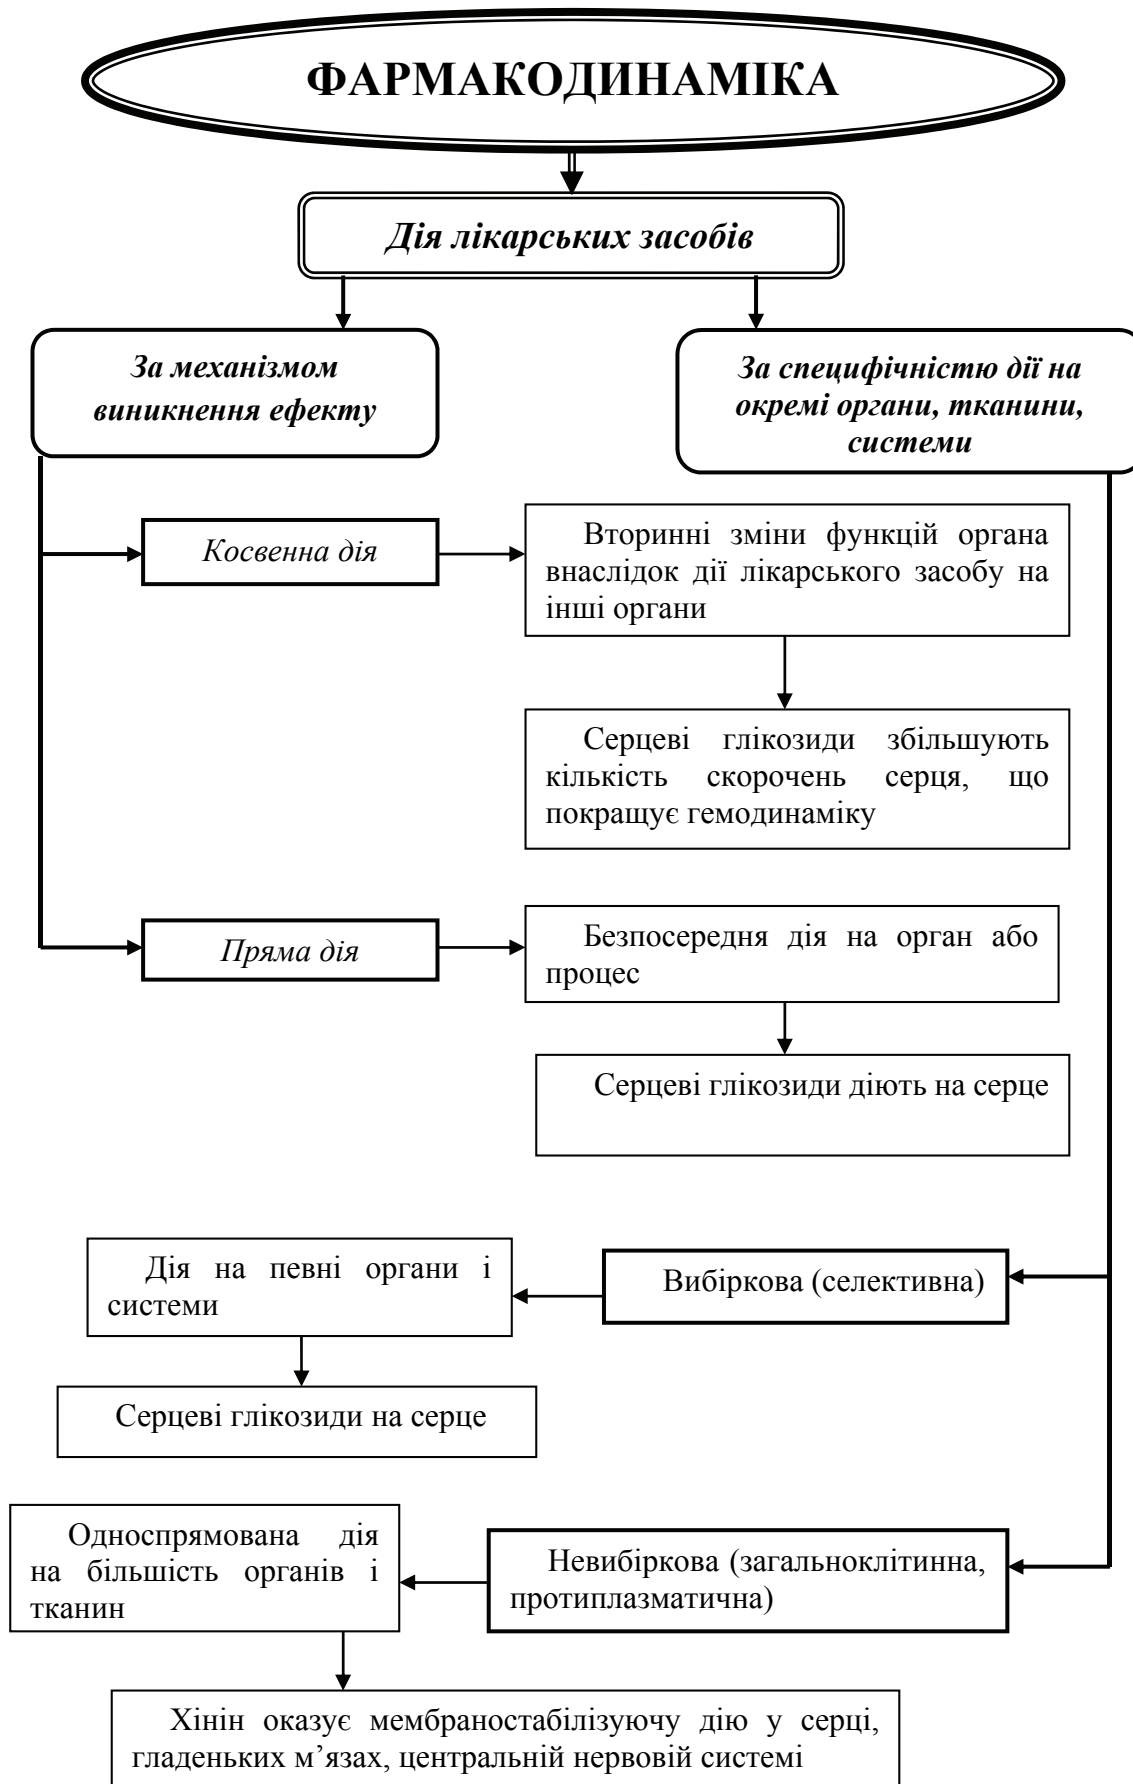 ФАРМАКОДИНАМІКА
Дія лікарських засобів
За механізмом
виникнення ефекту
За специфічністю дії на
окремі органи, тканини,
системи
Косвенна дія
Вторинні зміни функцій органа
внаслідок дії лікарського засобу на
інші органи
Серцеві глікозиди збільшують
кількість скорочень серця, що
покращує гемодинаміку
Пряма дія
Безпосередня дія на орган або
процес
Серцеві глікозиди діють на серце
Дія на певні органи і
системи
Вибіркова (селективна)
Серцеві глікозиди на серце
Односпрямована дія
на більшість органів і
тканин
Невибіркова (загальноклітинна,
протиплазматична)
Хінін оказує мембраностабілізуючу дію у серці,
гладеньких м’язах, центральній нервовій системі